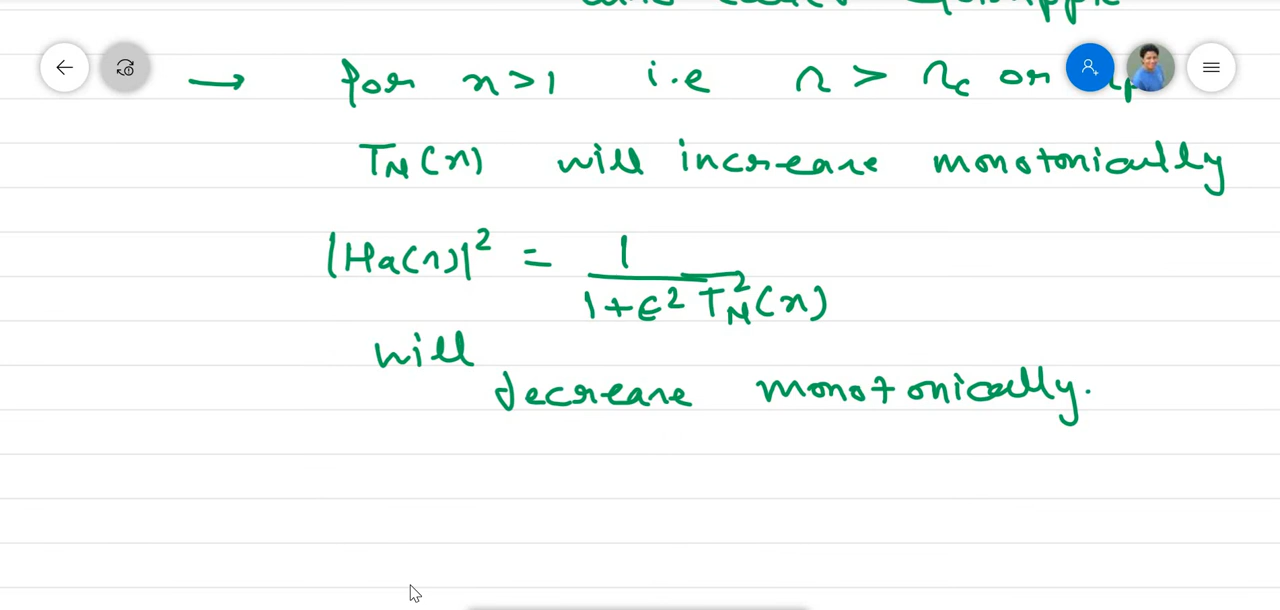 → for x > 1 i.e Ω > Ωc or
TN(x) will increase monotonically
|Ha(Ω)|² = 1 / (1+ε² TN²(x))
will
decrease monotonically.